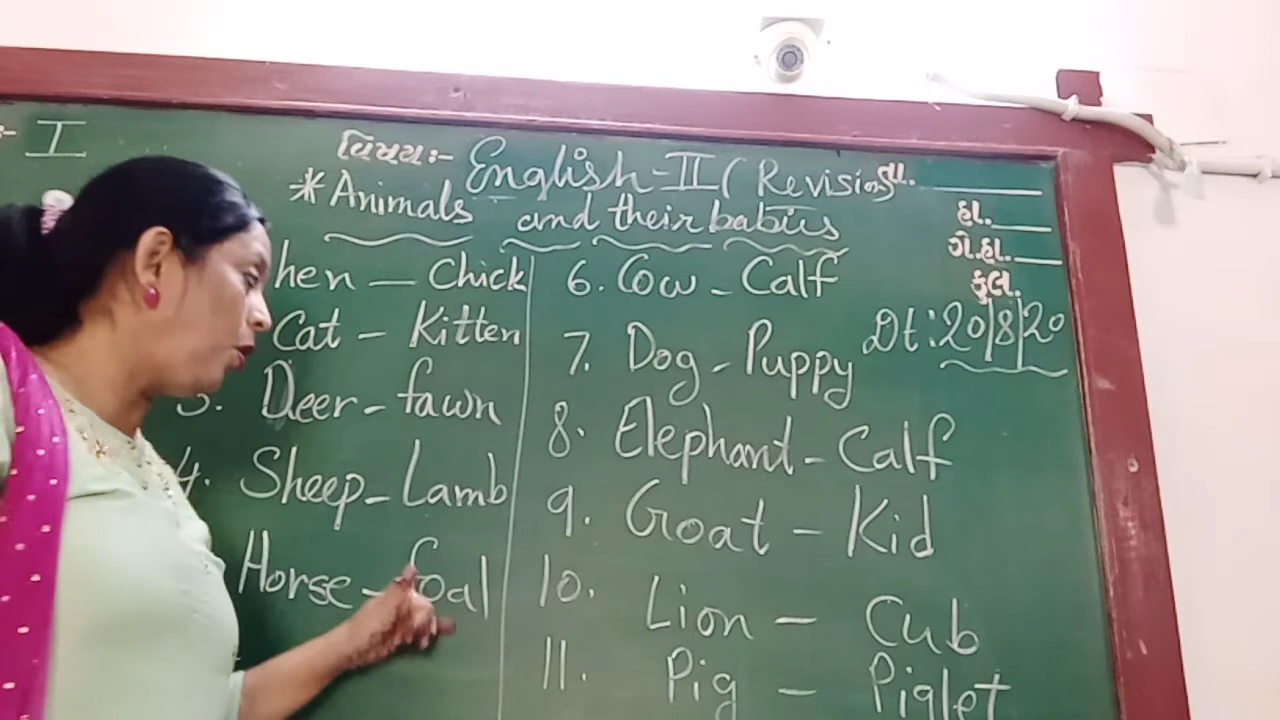 :- I
વિષય:- English-II ( Revision
તા.
* Animals and their babies
હા.
ગે.હા.
કુલ.
Dt: 20/8/20
hen - Chick
Cat - Kitten
3. Deer - fawn
4. Sheep - Lamb
Horse - foal
6. Cow - Calf
7. Dog - Puppy
8. Elephant - Calf
9. Goat - Kid
10. Lion - Cub
11. Pig - Piglet